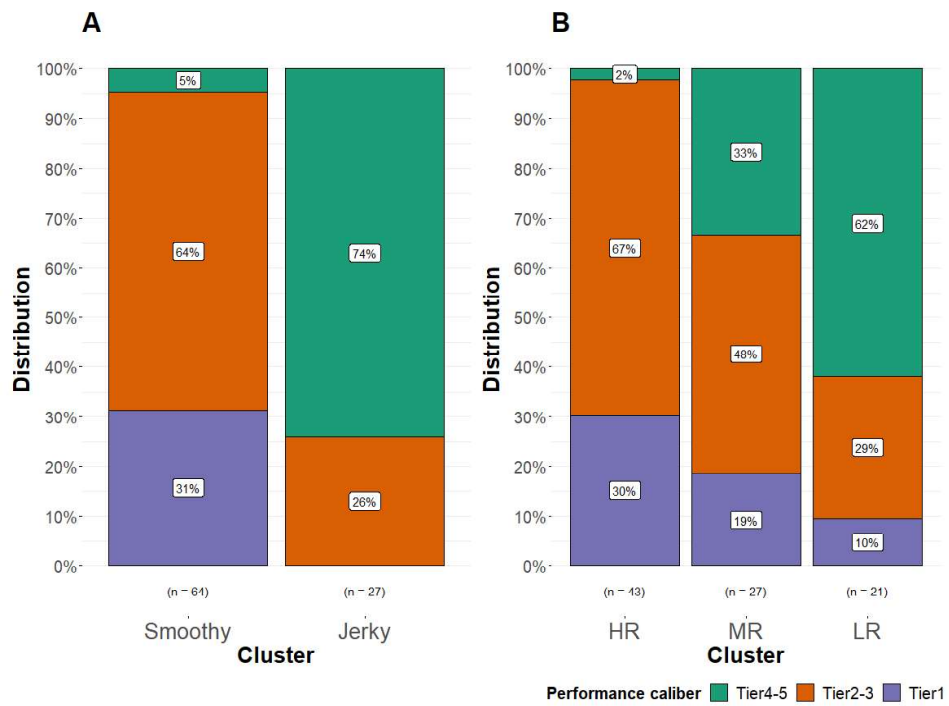 A
B
100%
90%
80%
70%
60%
50%
40%
30%
20%
10%
0%
Distribution
5%
64%
31%
74%
26%
(n = 64)
(n = 27)
Smoothy
Jerky
Cluster
100%
90%
80%
70%
60%
50%
40%
30%
20%
10%
0%
Distribution
2%
67%
30%
33%
48%
19%
62%
29%
10%
(n = 43)
(n = 27)
(n = 21)
HR
MR
LR
Cluster
Performance caliber Tier4-5 Tier2-3 Tier1